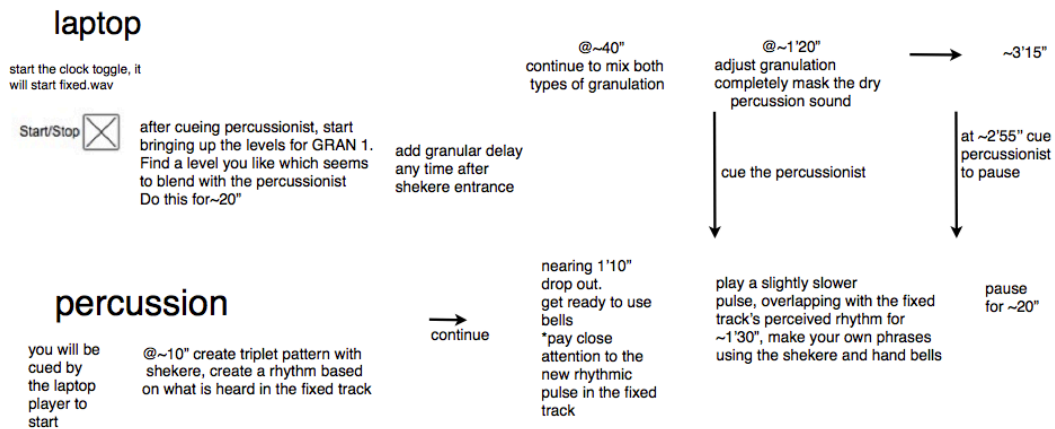 laptop
start the clock toggle, it
will start fixed.wav
Start/Stop
after cueing percussionist, start
bringing up the levels for GRAN 1.
Find a level you like which seems
to blend with the percussionist
Do this for~20”
add granular delay
any time after
shekere entrance
@~40”
continue to mix both
types of granulation
@~1’20”
adjust granulation
completely mask the dry
percussion sound
~3’15”
cue the percussionist
at ~2’55” cue
percussionist
to pause
percussion
you will be
cued by
the laptop
player to
start
@~10” create triplet pattern with
shekere, create a rhythm based
on what is heard in the fixed track
continue
nearing 1’10”
drop out.
get ready to use
bells
*pay close
attention to the
new rhythmic
pulse in the fixed
track
play a slightly slower
pulse, overlapping with the fixed
track’s perceived rhythm for
~1’30”, make your own phrases
using the shekere and hand bells
pause
for ~20”